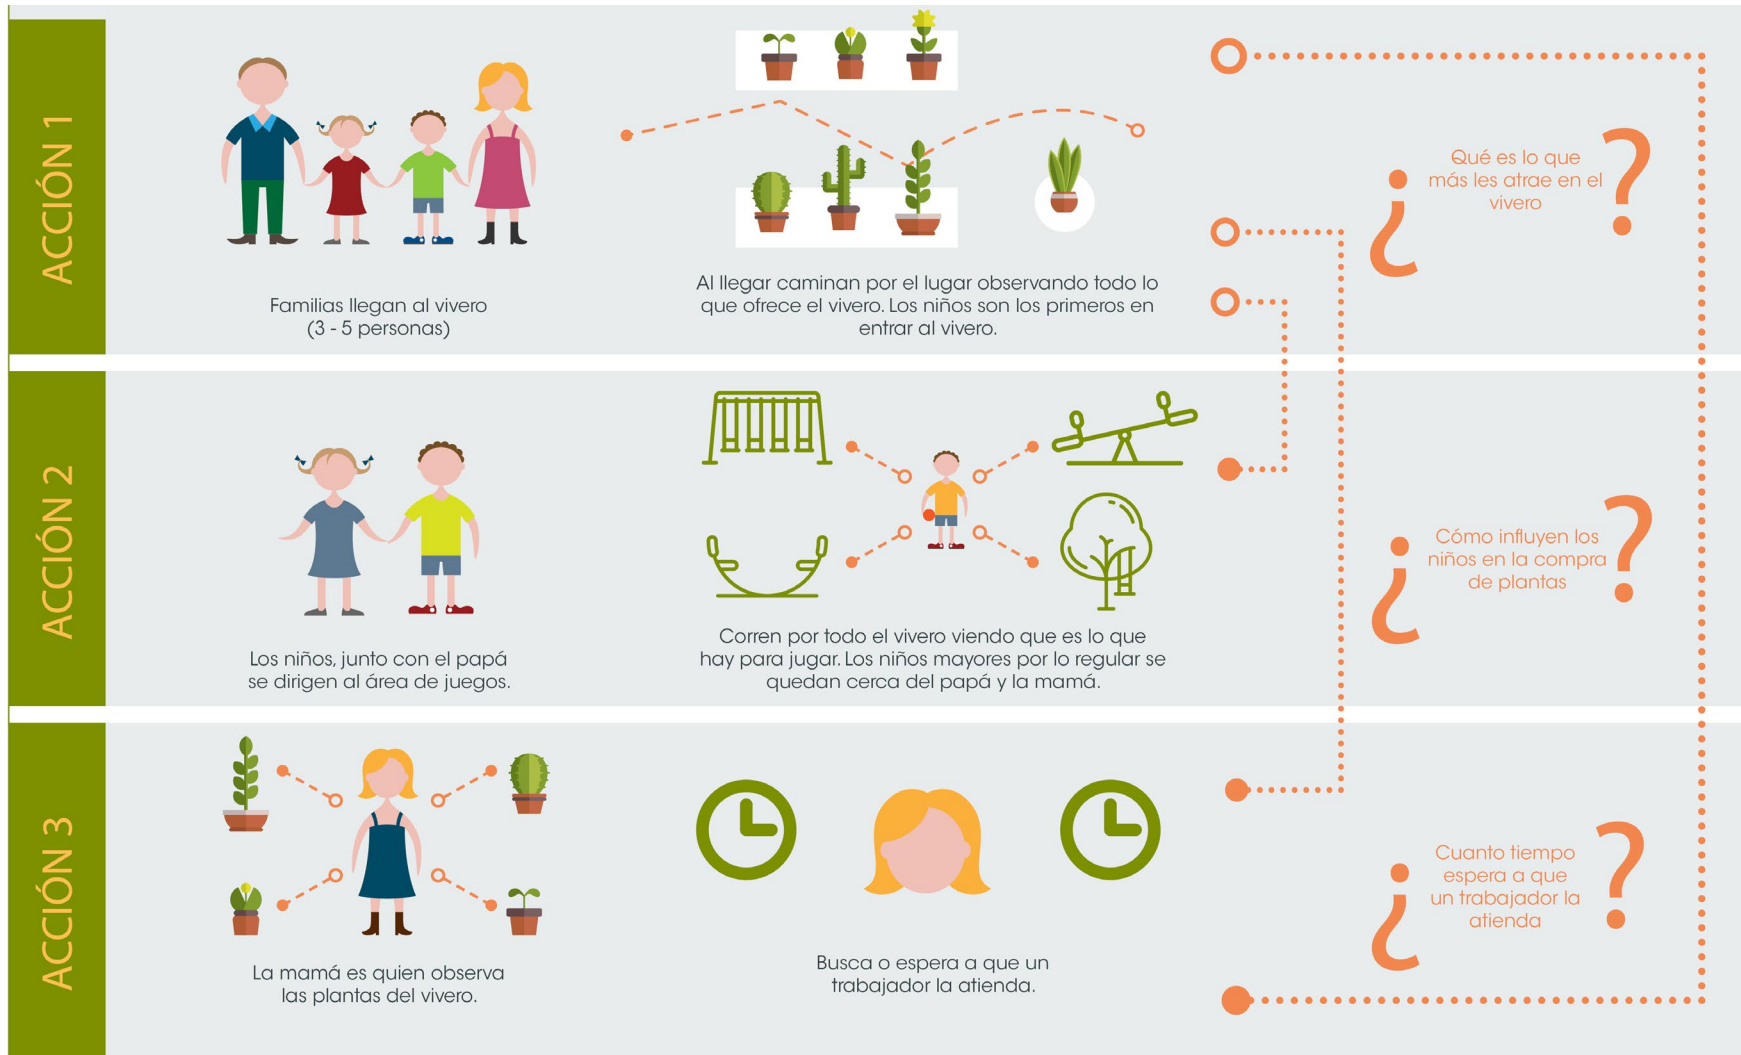 ACCIÓN 1
Familias llegan al vivero
(3 - 5 personas)
Al llegar caminan por el lugar observando todo lo
que ofrece el vivero. Los niños son los primeros en
entrar al vivero.
¿
Qué es lo que
más les atrae en el
vivero
?
ACCIÓN 2
Los niños, junto con el papá
se dirigen al área de juegos.
Corren por todo el vivero viendo que es lo que
hay para jugar. Los niños mayores por lo regular se
quedan cerca del papá y la mamá.
¿
Cómo influyen los
niños en la compra
de plantas
?
ACCIÓN 3
La mamá es quien observa
las plantas del vivero.
Busca o espera a que un
trabajador la atienda.
¿
Cuanto tiempo
espera a que
un trabajador la
atienda
?